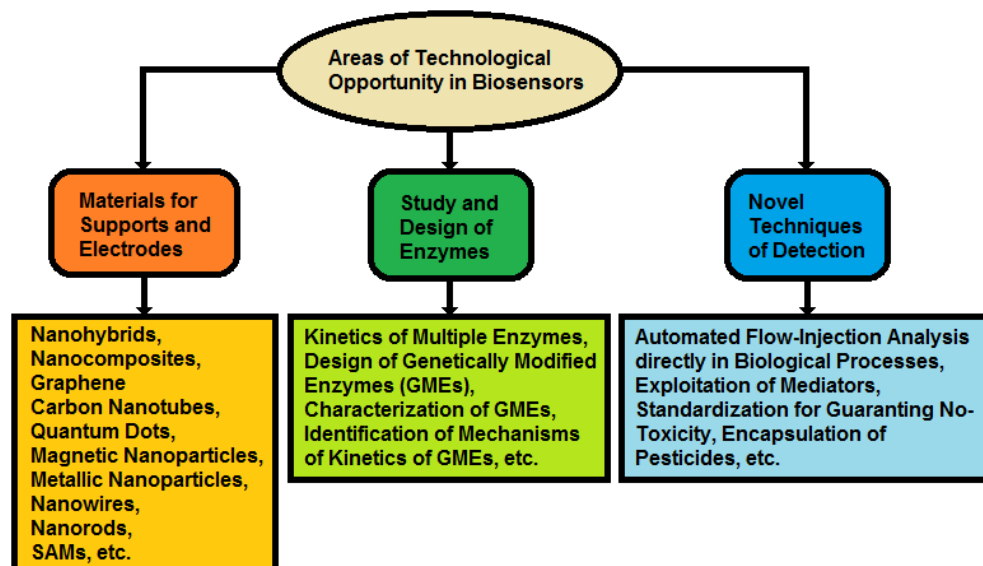 Areas of Technological
Opportunity in Biosensors
Materials for
Supports and
Electrodes
Study and
Design of
Enzymes
Novel
Techniques
of Detection
Nanohybrids,
Nanocomposites,
Graphene
Carbon Nanotubes,
Quantum Dots,
Magnetic Nanoparticles,
Metallic Nanoparticles,
Nanowires,
Nanorods,
SAMs, etc.
Kinetics of Multiple Enzymes,
Design of Genetically Modified
Enzymes (GMEs),
Characterization of GMEs,
Identification of Mechanisms
of Kinetics of GMEs, etc.
Automated Flow-Injection Analysis
directly in Biological Processes,
Exploitation of Mediators,
Standardization for Guaranting No-
Toxicity, Encapsulation of
Pesticides, etc.